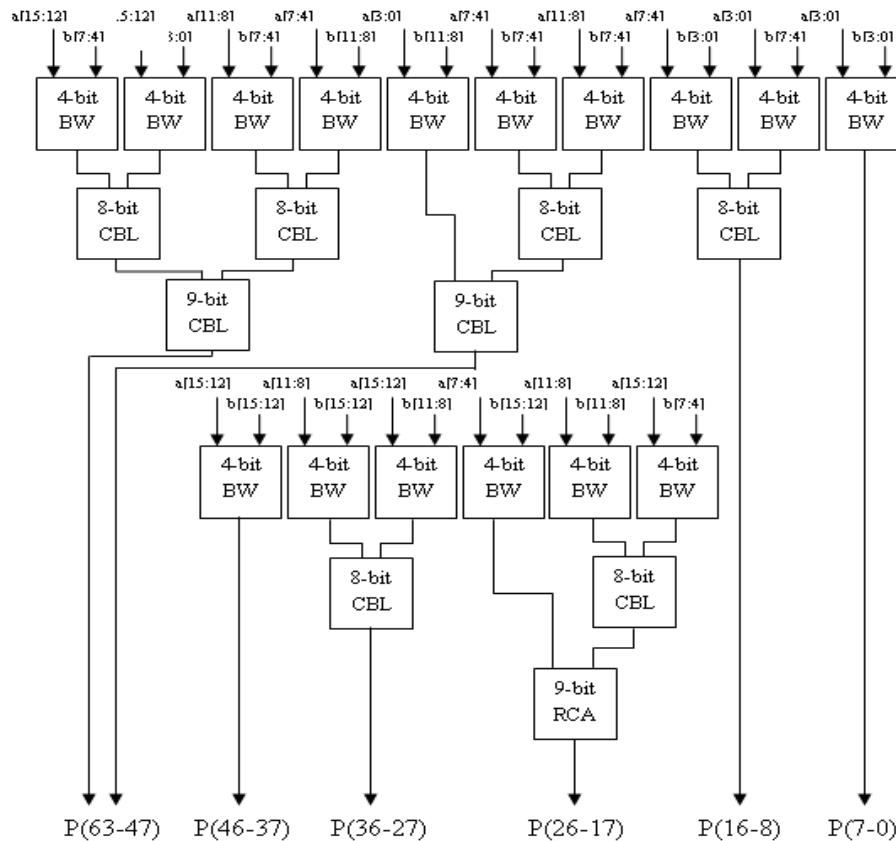 a[15:12] .5:12] a[11:8] a[7:4] a[3:0] a[7:4] a[11:8] a[7:4] a[3:0] a[3:0]
b[7:4] 3:0] b[7:4] b[11:8] b[11:8] b[7:4] b[7:4] b[3:0] b[7:4] b[3:0]
4-bit 4-bit 4-bit 4-bit 4-bit 4-bit 4-bit 4-bit 4-bit 4-bit
BW BW BW BW BW BW BW BW BW BW
8-bit 8-bit 8-bit 8-bit
CBL CBL CBL CBL
9-bit 9-bit
CBL CBL
a[15:12] a[11:8] a[15:12] a[7:4] a[11:8] a[15:12]
b[15:12] b[15:12] b[11:8] b[15:12] b[11:8] b[7:4]
4-bit 4-bit 4-bit 4-bit 4-bit 4-bit
BW BW BW BW BW BW
8-bit 8-bit
CBL CBL
9-bit
RCA
P(63-47) P(46-37) P(36-27) P(26-17) P(16-8) P(7-0)